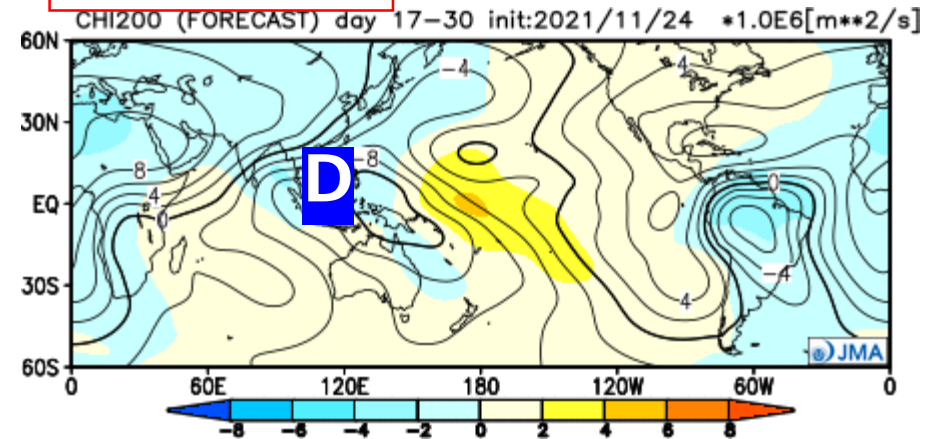 CHI200 (FORECAST) day 17-30 init:2021/11/24 *1.0E6[m**2/s]
60N
-4
4
30N
8
-8
D
4
0
0
EQ
-4
30S
4
JMA
60S
0 60E 120E 180 120W 60W 0
-8 -6 -4 -2 0 2 4 6 8